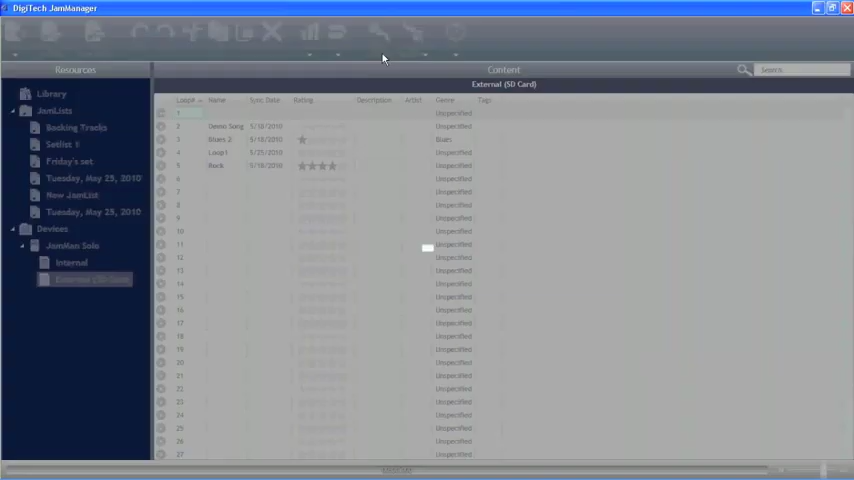 DigiTech JamManager
Resources
Content
Search
External (SD Card)
Library
JamLists
Backing Tracks
Setlist 1
Friday's set
Tuesday, May 25, 2010
New JamList
Tuesday, May 25, 2010
Devices
JamMan Solo
Internal
External (SD Card)
Loop# Name Sync Date Rating Description Artist Genre Tags
1 Unspecified
2 Demo Song 5/18/2010 Unspecified
3 Blues 2 5/18/2010 Blues
4 Loop1 5/25/2010 Unspecified
5 Rock 5/18/2010 Unspecified
6 Unspecified
7 Unspecified
8 Unspecified
9 Unspecified
10 Unspecified
11 Unspecified
12 Unspecified
13 Unspecified
14 Unspecified
15 Unspecified
16 Unspecified
17 Unspecified
18 Unspecified
19 Unspecified
20 Unspecified
21 Unspecified
22 Unspecified
23 Unspecified
24 Unspecified
25 Unspecified
26 Unspecified
27 Unspecified